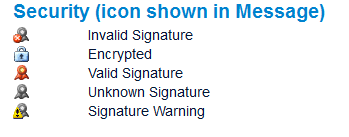 Security (icon shown in Message)
Invalid Signature
Encrypted
Valid Signature
Unknown Signature
Signature Warning